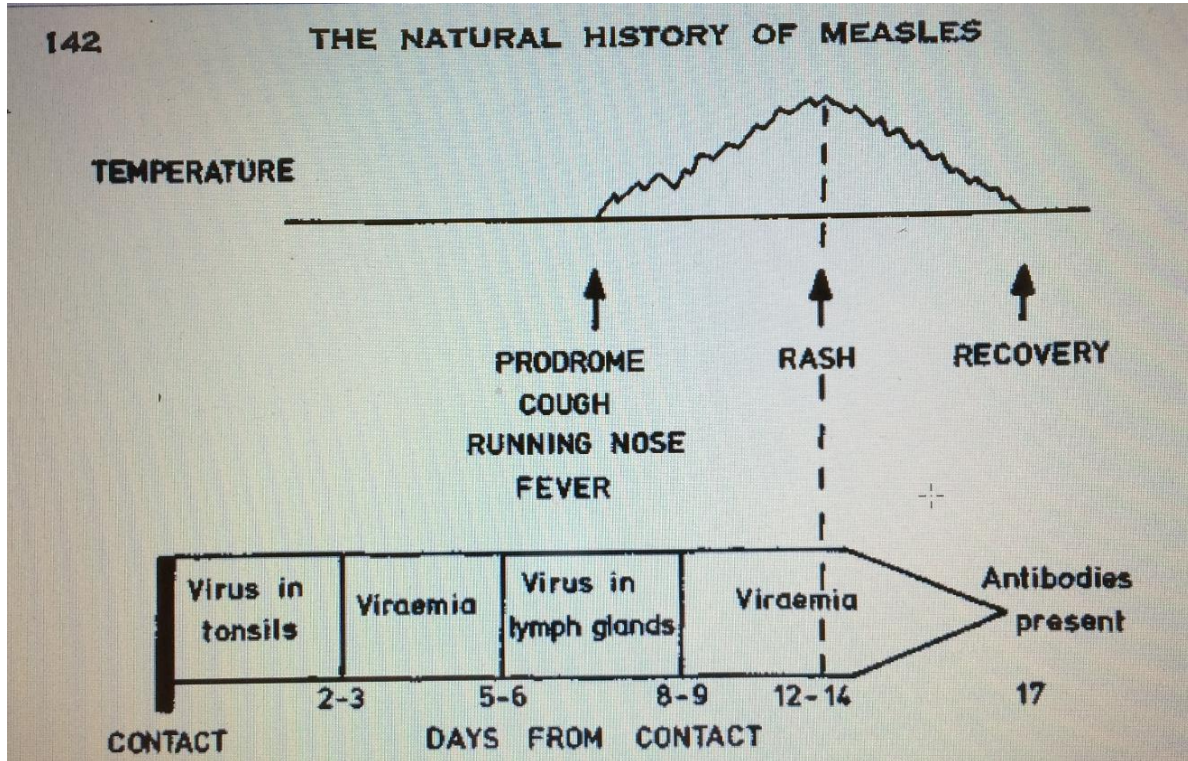 142 THE NATURAL HISTORY OF MEASLES
TEMPERATURE
PRODROME
COUGH
RUNNING NOSE
FEVER
RASH
RECOVERY
Virus in
tonsils
Viraemia
Virus in
lymph glands
Viraemia
Antibodies
present
2-3 5-6 8-9 12-14 17
CONTACT DAYS FROM CONTACT